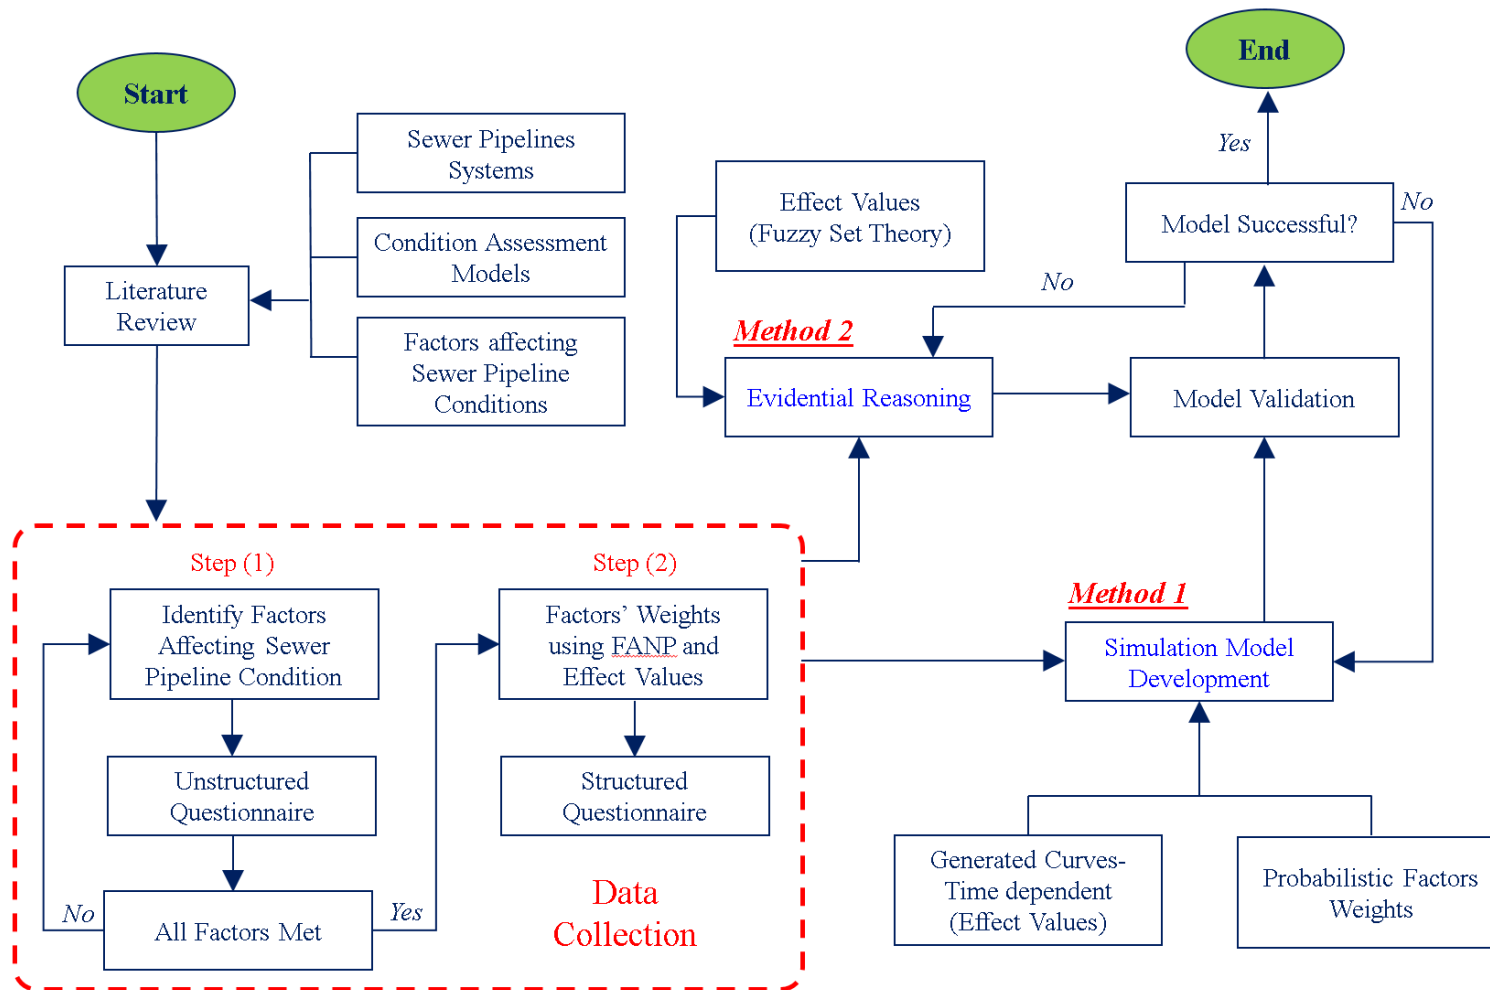 Start
Literature
Review
Sewer Pipelines
Systems
Condition Assessment
Models
Factors affecting
Sewer Pipeline
Conditions
Step (1)
Identify Factors
Affecting Sewer
Pipeline Condition
Unstructured
Questionnaire
All Factors Met
No
Yes
Step (2)
Factors’ Weights
using FANP and
Effect Values
Structured
Questionnaire
Data
Collection
Effect Values
(Fuzzy Set Theory)
Method 2
Evidential Reasoning
No
End
Yes
Model Successful?
No
Model Validation
Method 1
Simulation Model
Development
Generated Curves-
Time dependent
(Effect Values)
Probabilistic Factors
Weights